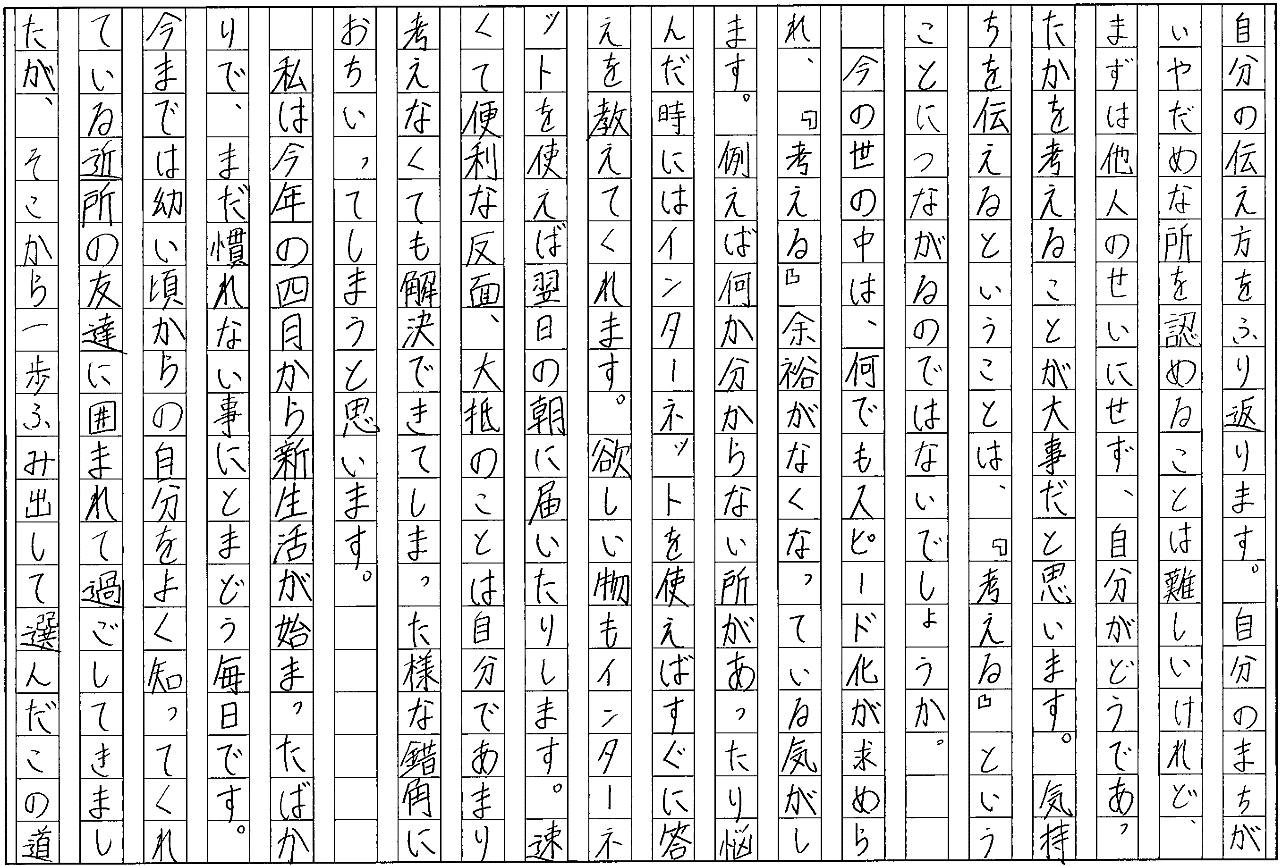 自分の伝え方をふり返ります。自分のまちが
いやだめな所を認めることは難しいけれど、
まずは他人のせいにせず、自分がどうであっ
たかを考えることが大事だと思います。気持
ちを伝えるということは、『考える』という
ことにつながるのではないでしょうか。
　今の世の中は、何でもスピード化が求めら
れ、『考える』余裕がなくなっている気がし
ます。例えば何か分からない所があったり悩
んだ時にはインターネットを使えばすぐに答
えを教えてくれます。欲しい物もインターネ
ットを使えば翌日の朝に届いたりします。速
くて便利な反面、大抵のことは自分であまり
考えなくても解決できてしまった様な錯角に
おちいってしまうと思います。
　私は今年の四月から新生活が始まったばか
りで、まだ慣れない事にとまどう毎日です。
今までは幼い頃からの自分をよく知ってくれ
ている近所の友達に囲まれて過ごしてきまし
たが、そこから一歩ふみ出して選んだこの道